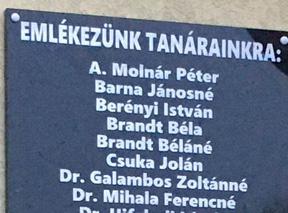 EMLÉKEZÜNK TANÁRAINKRA:
A. Molnár Péter
Barna Jánosné
Berényi István
Brandt Béla
Brandt Béláné
Csuka Jolán
Dr. Galambos Zoltánné
Dr. Mihala Ferencné
Dr.